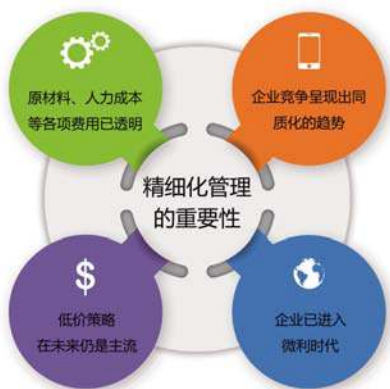 原材料、人力成本
等各项费用已透明
企业竞争呈现出同
质化的趋势
精细化管理
的重要性
$
低价策略
在未来仍是主流
企业已进入
微利时代